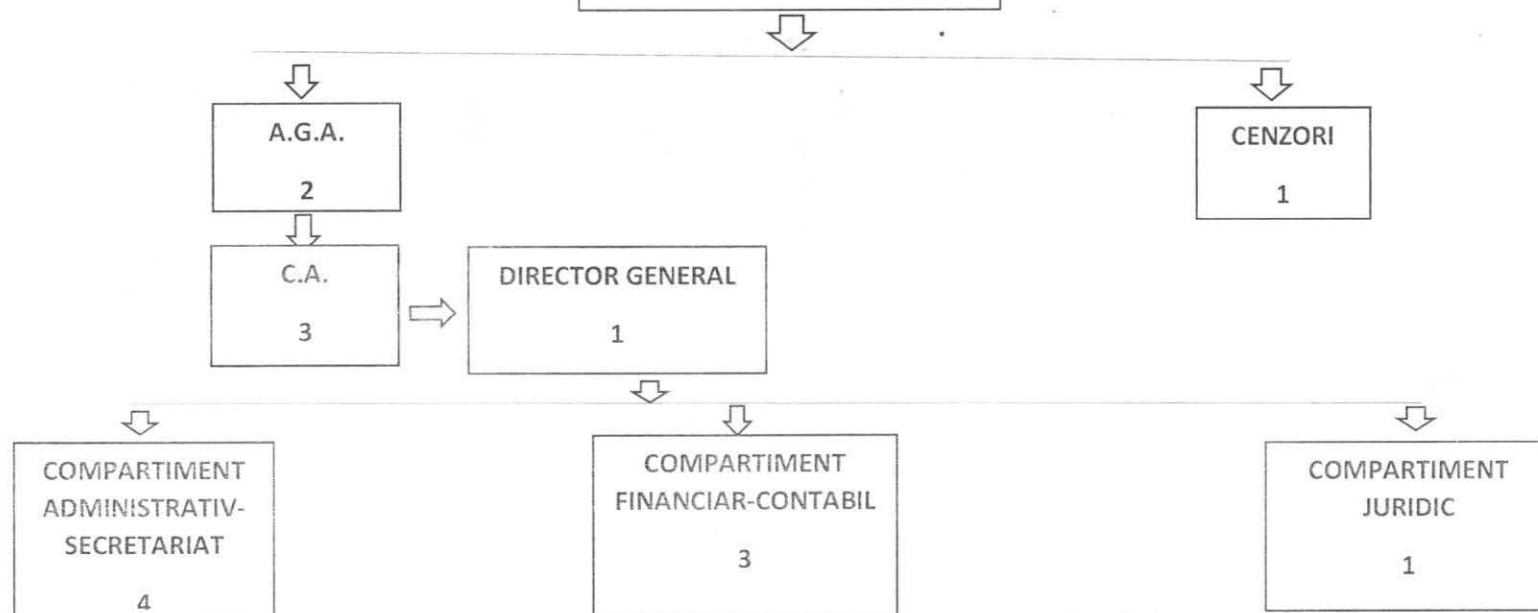 A.G.A.
2
CENZORI
1
C.A.
3
DIRECTOR GENERAL
1
COMPARTIMENT
ADMINISTRATIV-
SECRETARIAT
4
COMPARTIMENT
FINANCIAR-CONTABIL
3
COMPARTIMENT
JURIDIC
1